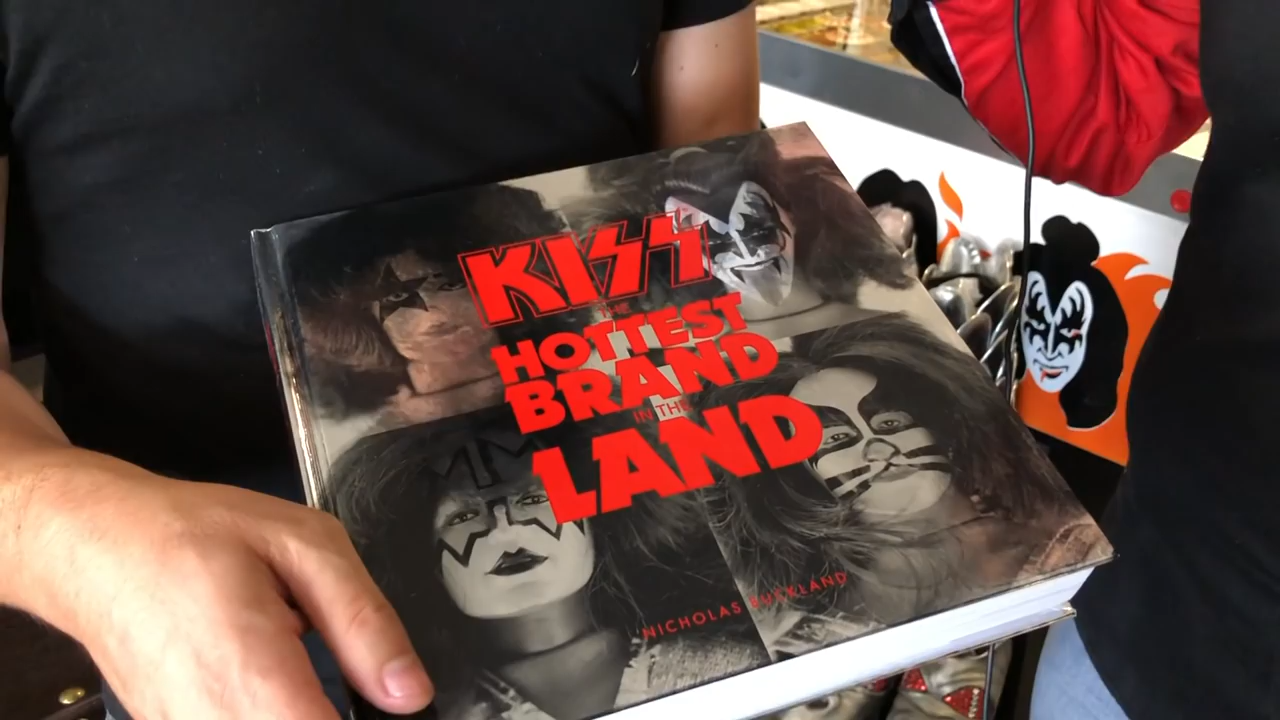 KISS
THE
HOTTEST
BRAND
IN THE
LAND
NICHOLAS BUCKLAND